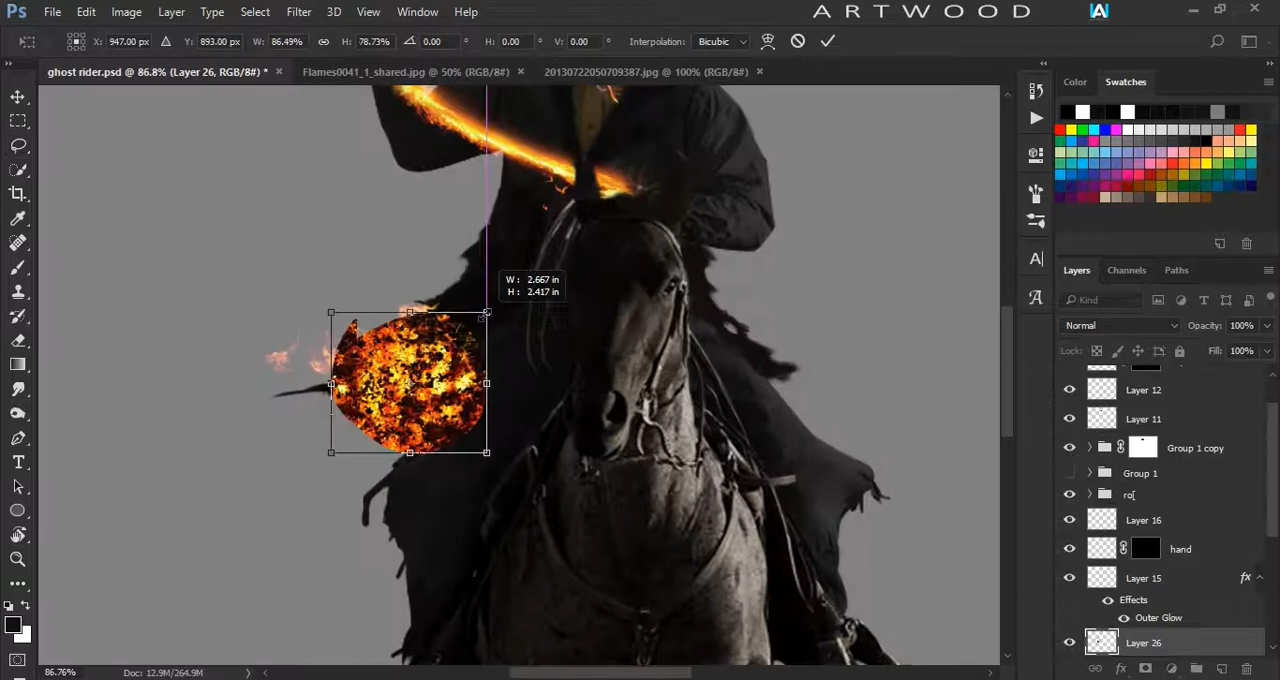 Ps File Edit Image Layer Type Select Filter 3D View Window Help ARTWOOD
X: 947.00 px Y: 893.00 px W: 86.49% H: 78.73% 0.00 ° H: 0.00 ° V: 0.00 ° Interpolation: Bicubic
ghost rider.psd @ 86.8% (Layer 26, RGB/8#) * × Flames0041_1_shared.jpg @ 50% (RGB/8#) × 20130722050709387.jpg @ 100% (RGB/8#) ×
Color Swatches
W: 2.667 in
H: 2.417 in
Layers Channels Paths
Kind
Normal Opacity: 100%
Lock: Fill: 100%
Layer 12
Layer 11
Group 1 copy
Group 1
ro[
Layer 16
hand
Layer 15 fx
Effects
Outer Glow
Layer 26
86.76% Doc: 12.9M/264.9M